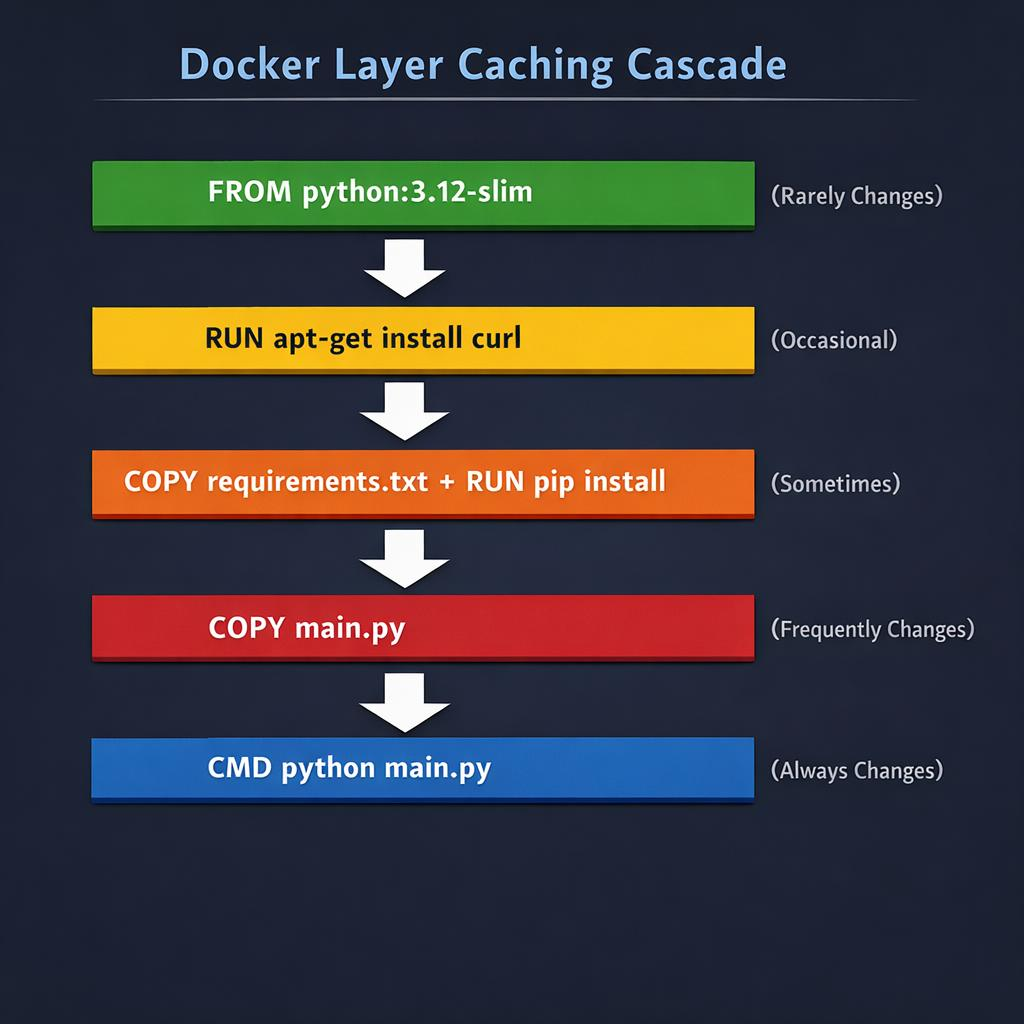 Docker Layer Caching Cascade
FROM python:3.12-slim
(Rarely Changes)
RUN apt-get install curl
(Occasional)
COPY requirements.txt + RUN pip install
(Sometimes)
COPY main.py
(Frequently Changes)
CMD python main.py
(Always Changes)